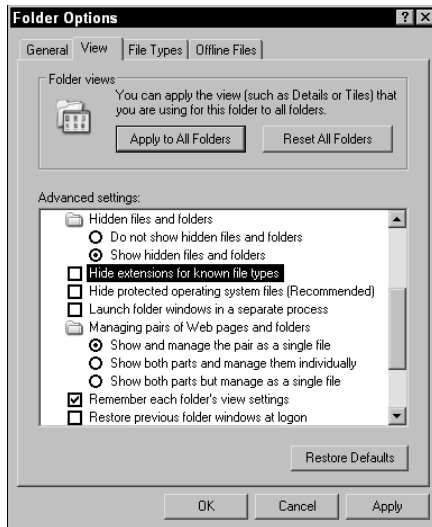 Folder Options
General View File Types Offline Files
Folder views
You can apply the view (such as Details or Tiles) that
you are using for this folder to all folders.
Apply to All Folders Reset All Folders
Advanced settings:
Hidden files and folders
Do not show hidden files and folders
Show hidden files and folders
Hide extensions for known file types
Hide protected operating system files (Recommended)
Launch folder windows in a separate process
Managing pairs of Web pages and folders
Show and manage the pair as a single file
Show both parts and manage them individually
Show both parts but manage as a single file
Remember each folder's view settings
Restore previous folder windows at logon
Restore Defaults
OK Cancel Apply